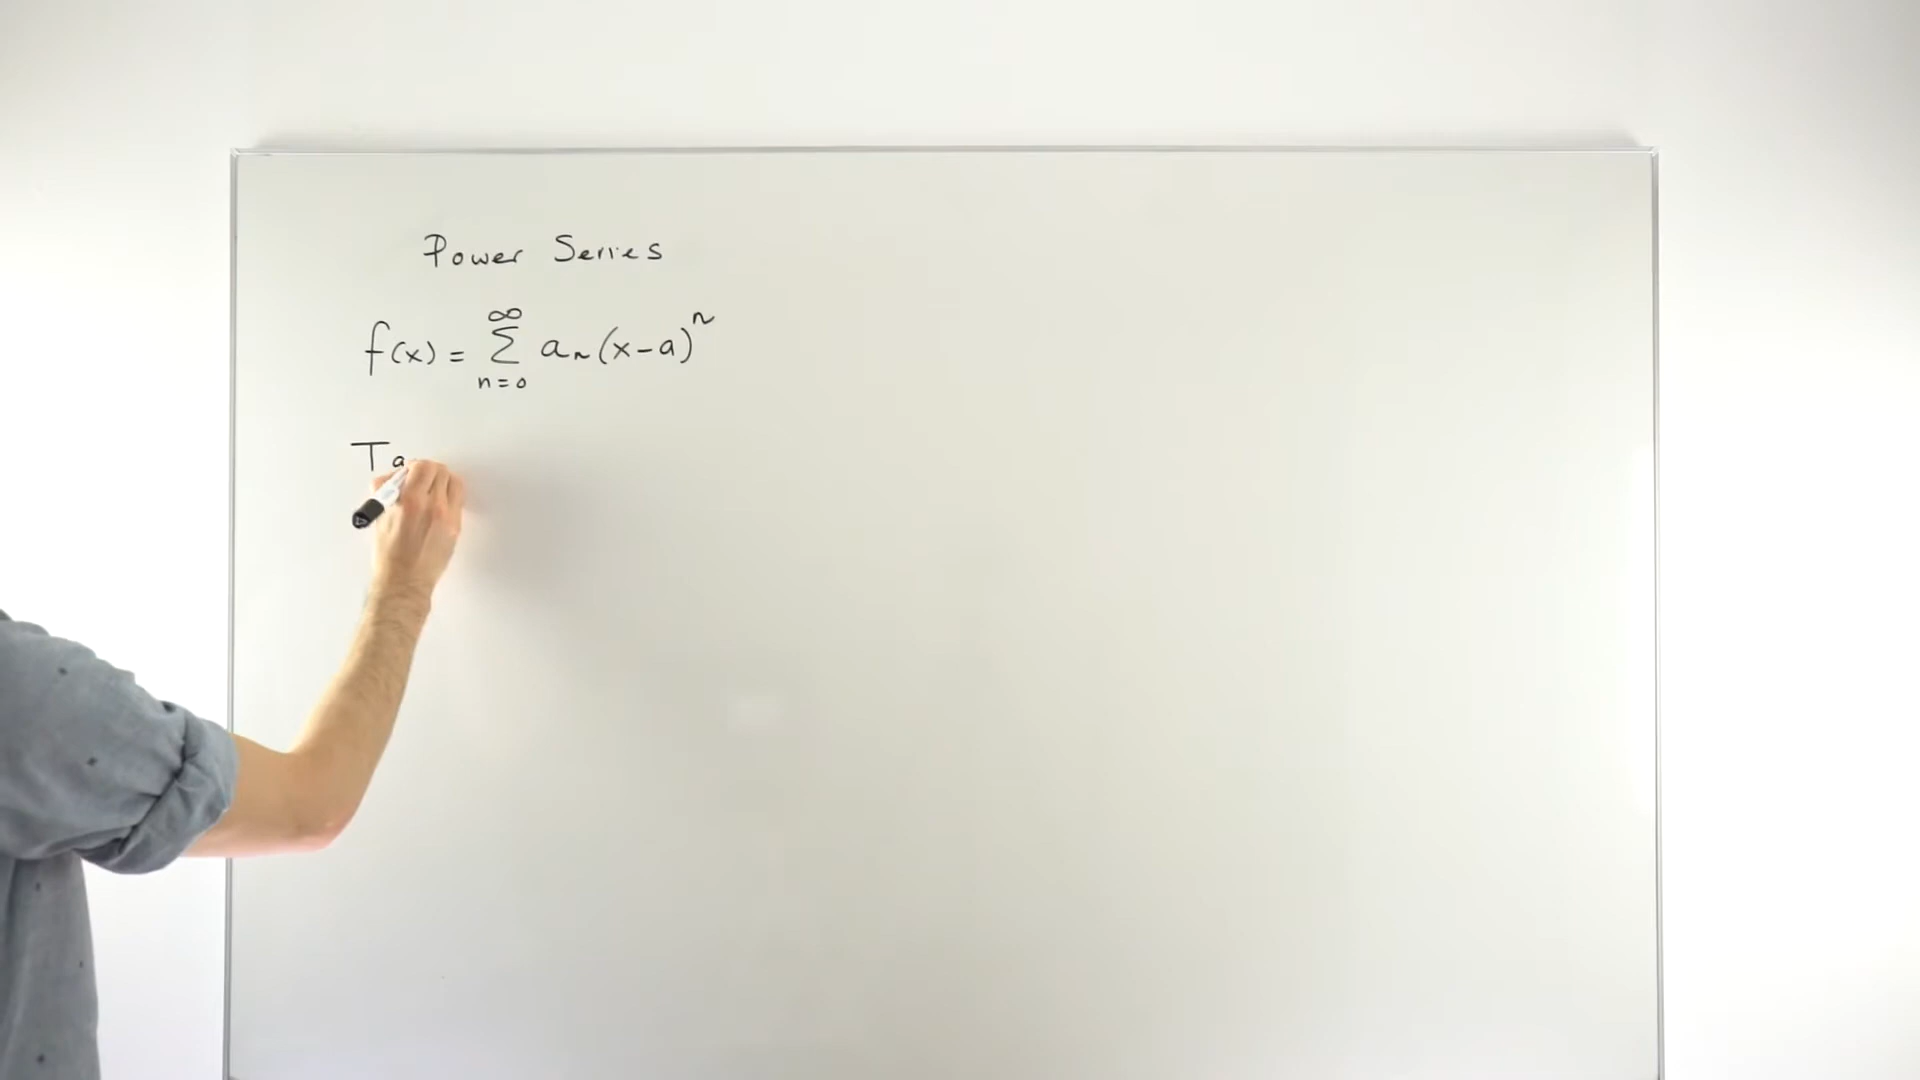 Power Series
f(x) = ∞ Σ n=0 aₙ(x-a)ⁿ
Ta